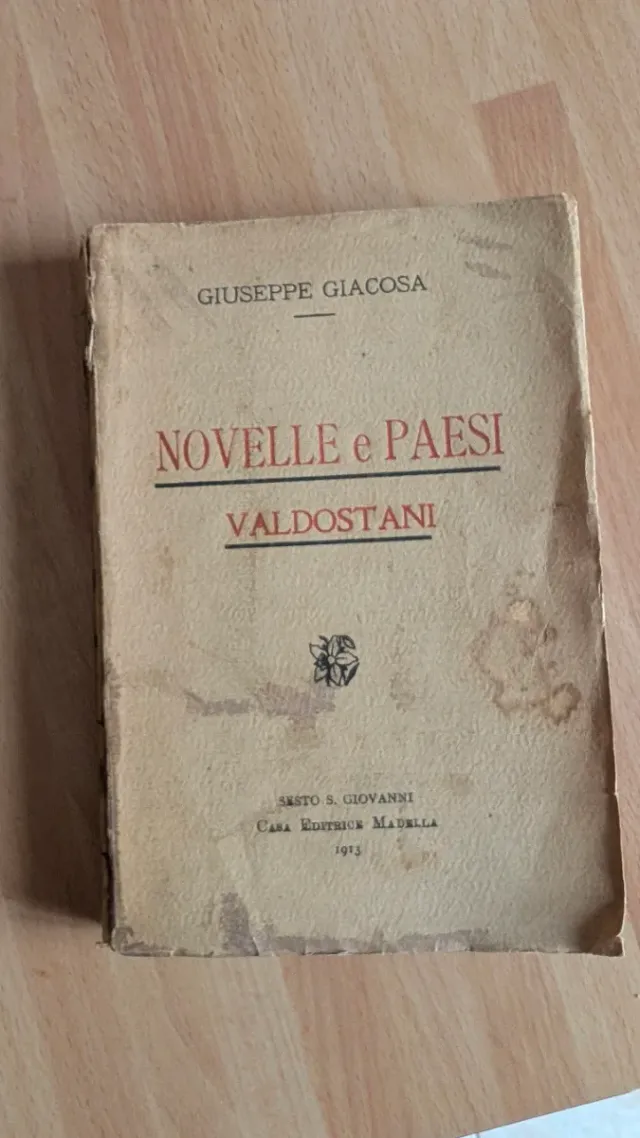 GIUSEPPE GIACOSA
NOVELLE e PAESI
VALDOSTANI
SESTO S. GIOVANNI
CASA EDITRICE MADELLA
1913